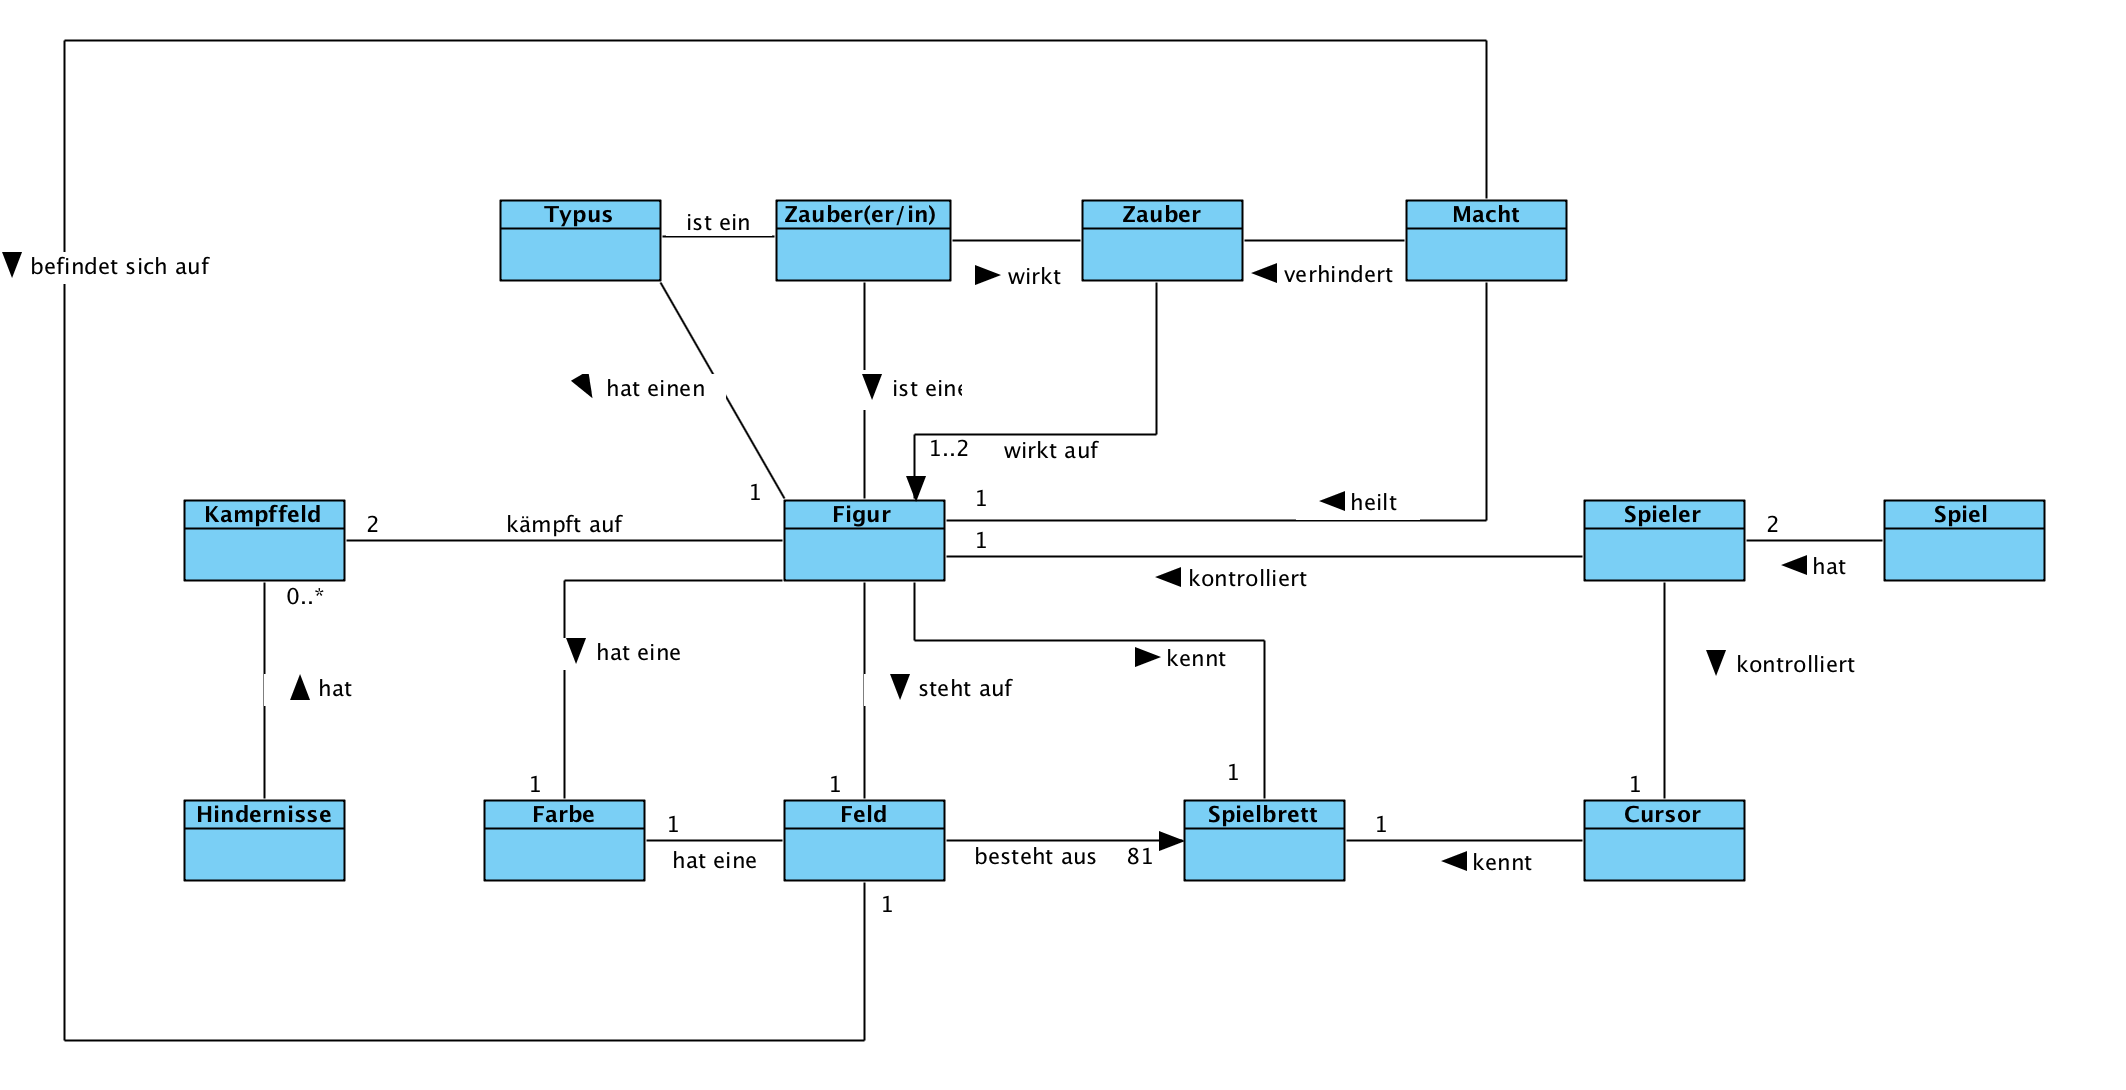 Typus
ist ein
Zauber(er/in)
Zauber
Macht
befindet sich auf
wirkt
verhindert
hat einen
ist eine
1..2
wirkt auf
1
1
heilt
Kampffeld
2
kämpft auf
Figur
1
kontrolliert
Spieler
2
hat
Spiel
0..*
hat eine
kennt
kontrolliert
hat
steht auf
1
1
1
1
Hindernisse
Farbe
1
hat eine
Feld
besteht aus
81
Spielbrett
1
kennt
Cursor
1